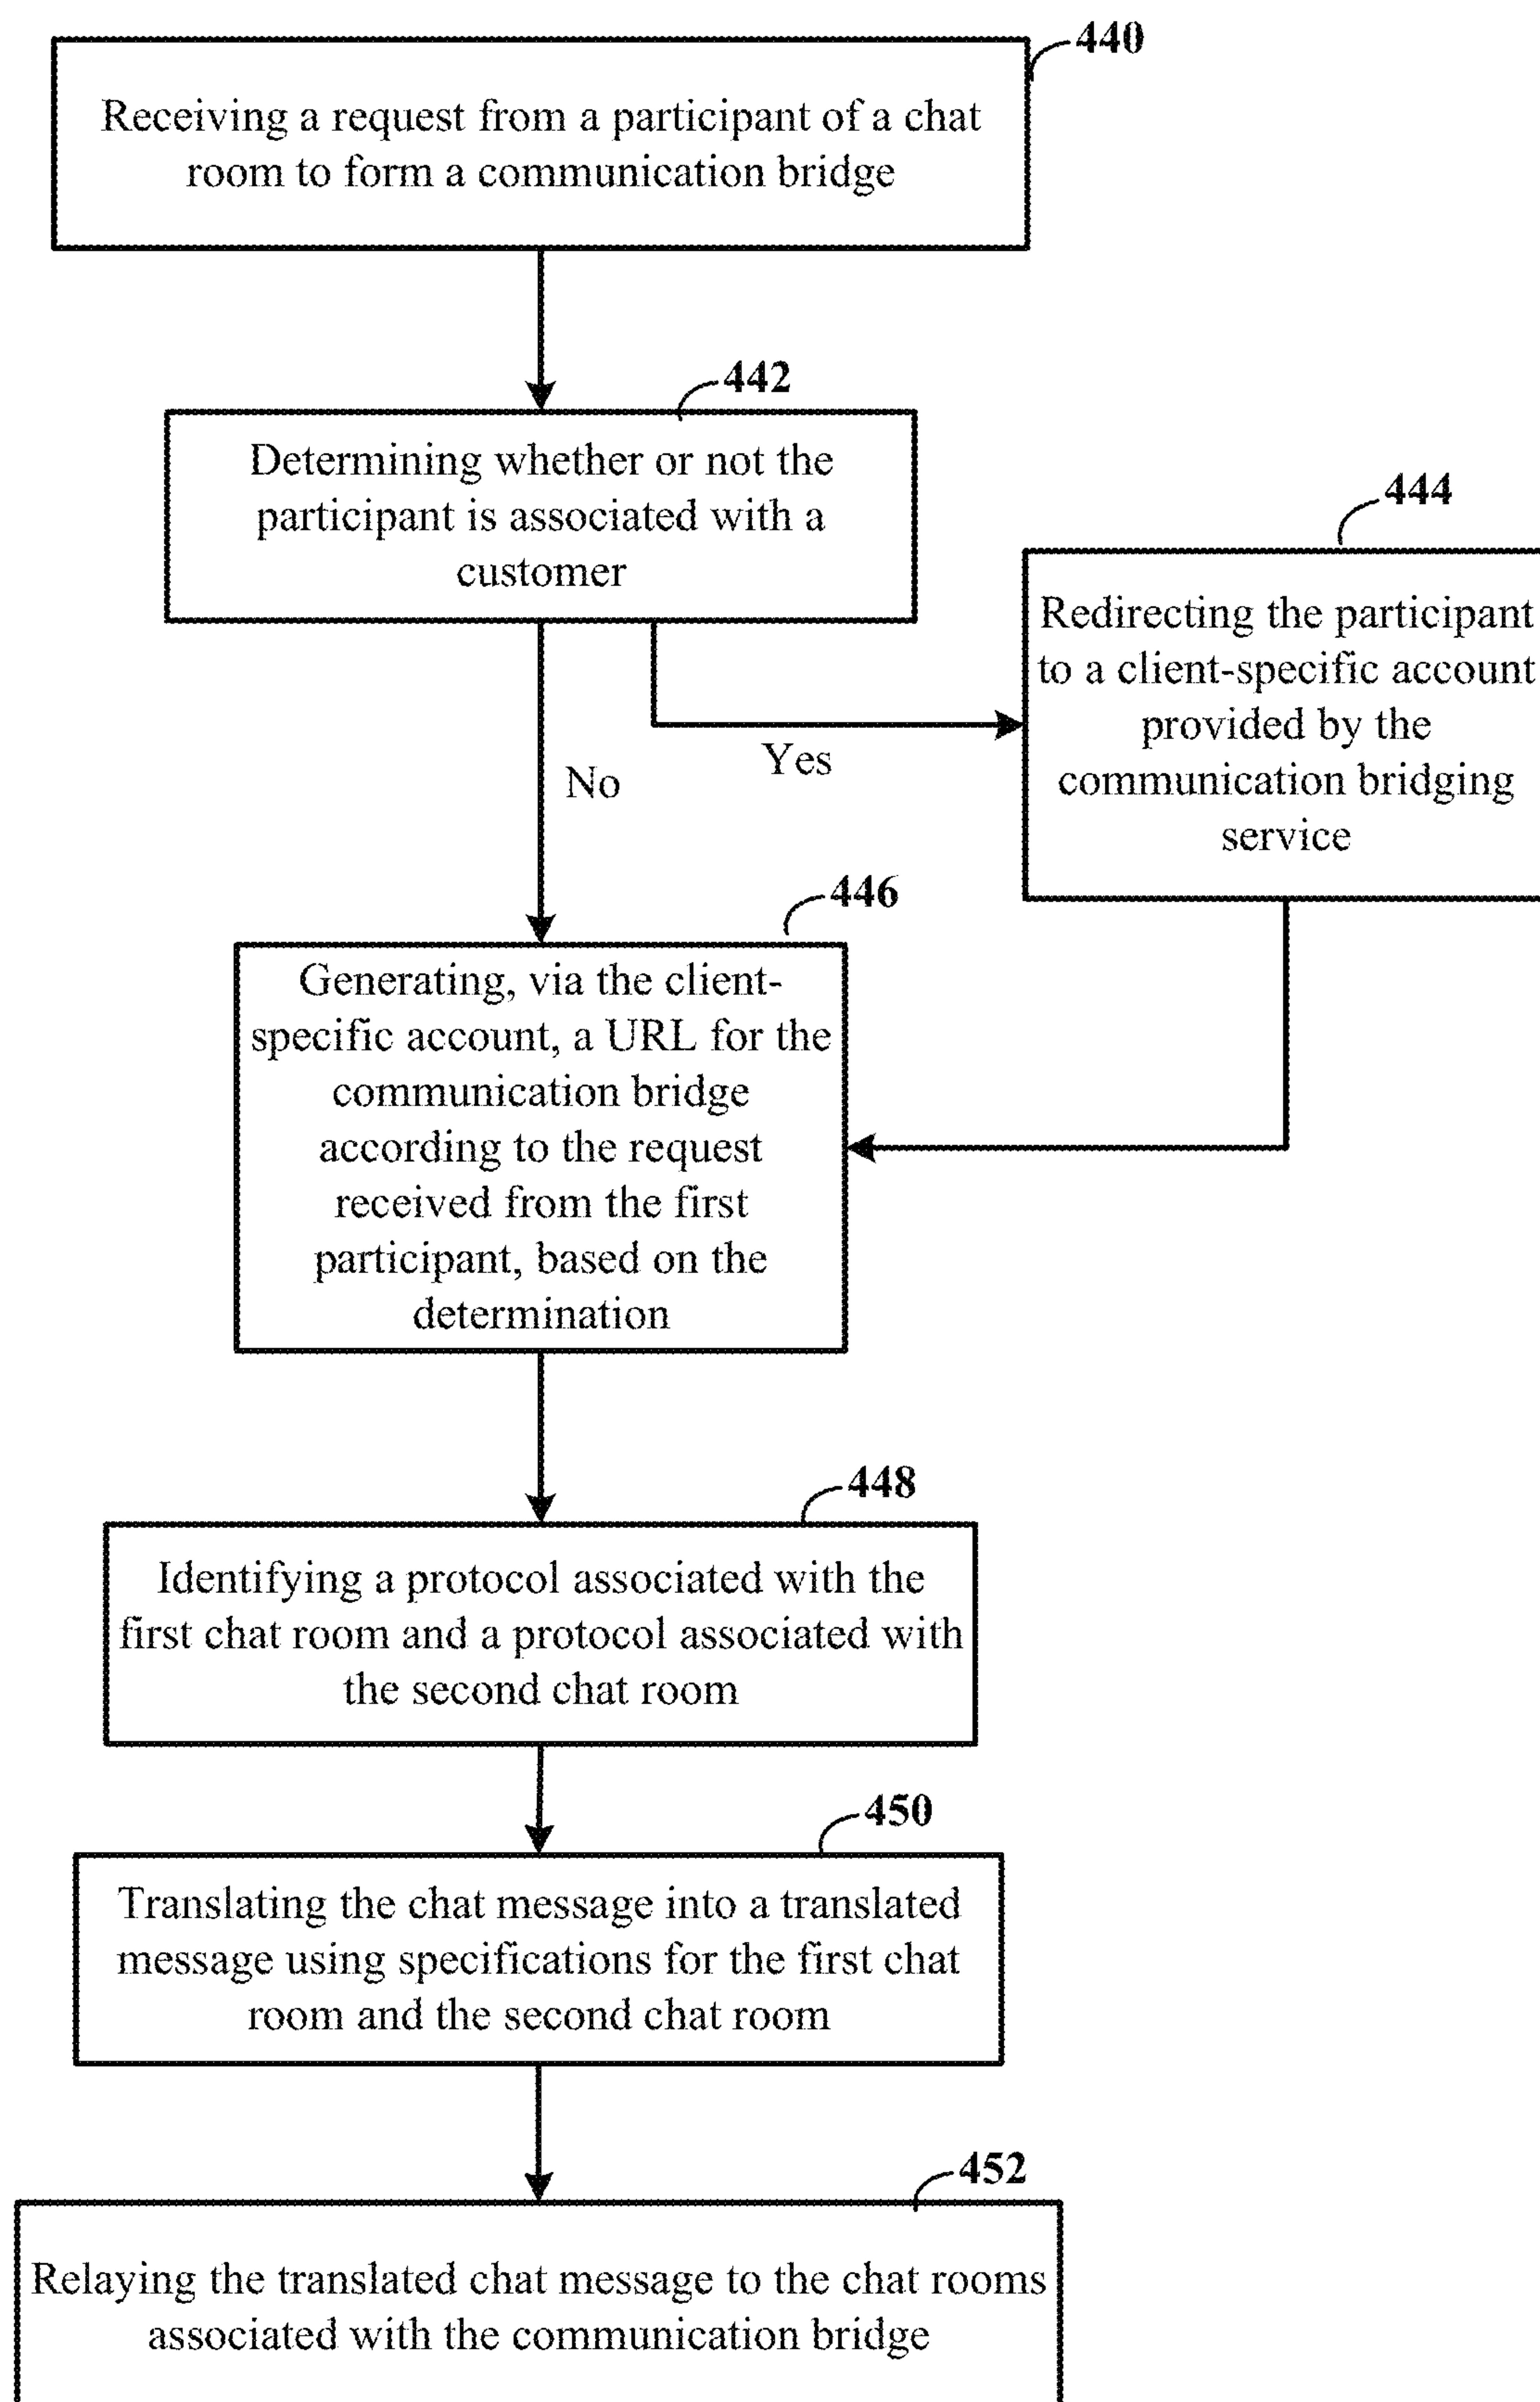 440
Receiving a request from a participant of a chat
room to form a communication bridge
442
Determining whether or not the
participant is associated with a
customer
444
Redirecting the participant
to a client-specific account
provided by the
communication bridging
service
Yes
No
446
Generating, via the client-
specific account, a URL for the
communication bridge
according to the request
received from the first
participant, based on the
determination
448
Identifying a protocol associated with the
first chat room and a protocol associated with
the second chat room
450
Translating the chat message into a translated
message using specifications for the first chat
room and the second chat room
452
Relaying the translated chat message to the chat rooms
associated with the communication bridge